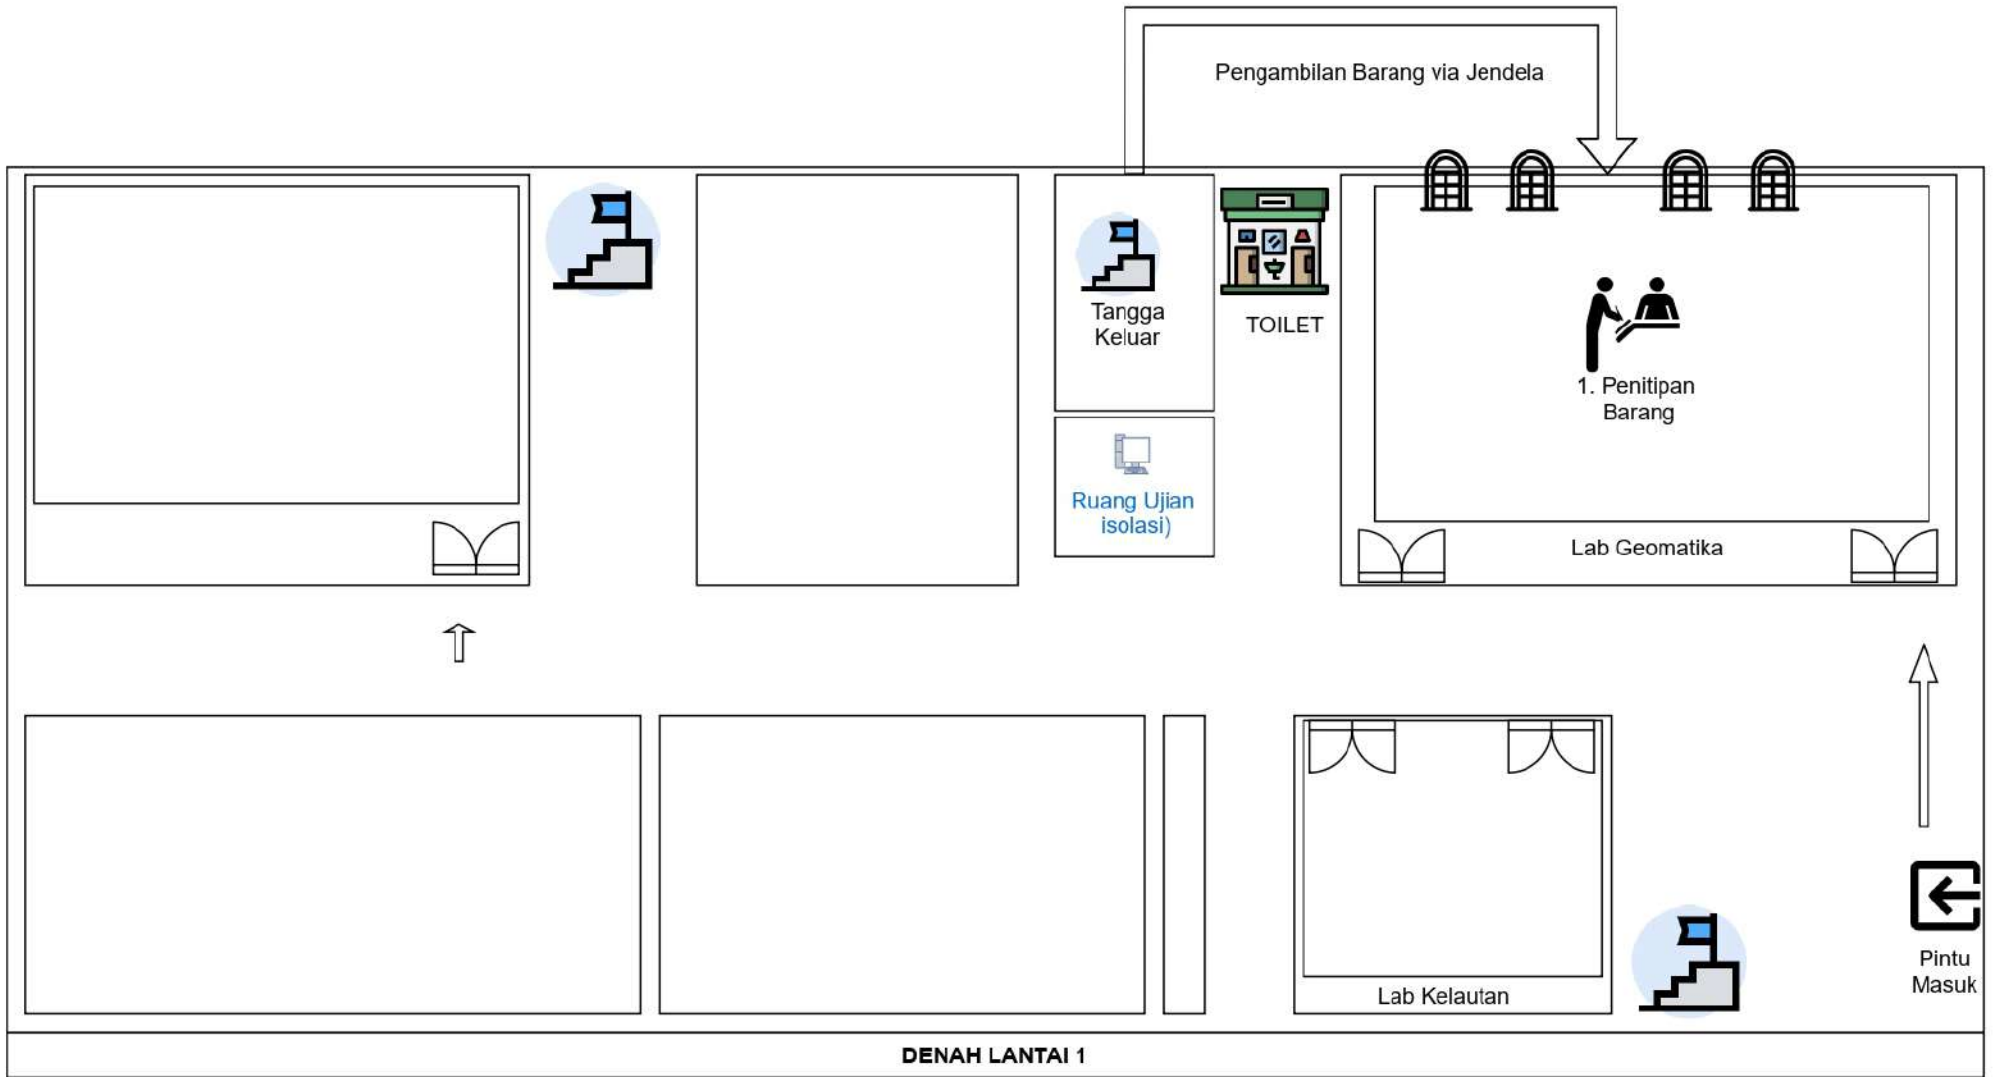 Pengambilan Barang via Jendela
Tangga
Keluar
TOILET
1. Penitipan
Barang
Ruang Ujian
isolasi)
Lab Geomatika
Lab Kelautan
Pintu
Masuk
DENAH LANTAI 1